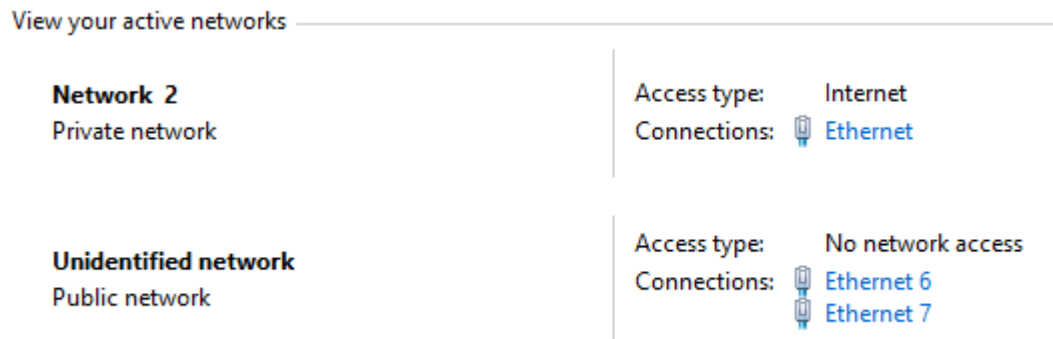 View your active networks
Network 2
Private network
Access type: Internet
Connections: Ethernet
Unidentified network
Public network
Access type: No network access
Connections: Ethernet 6
Ethernet 7